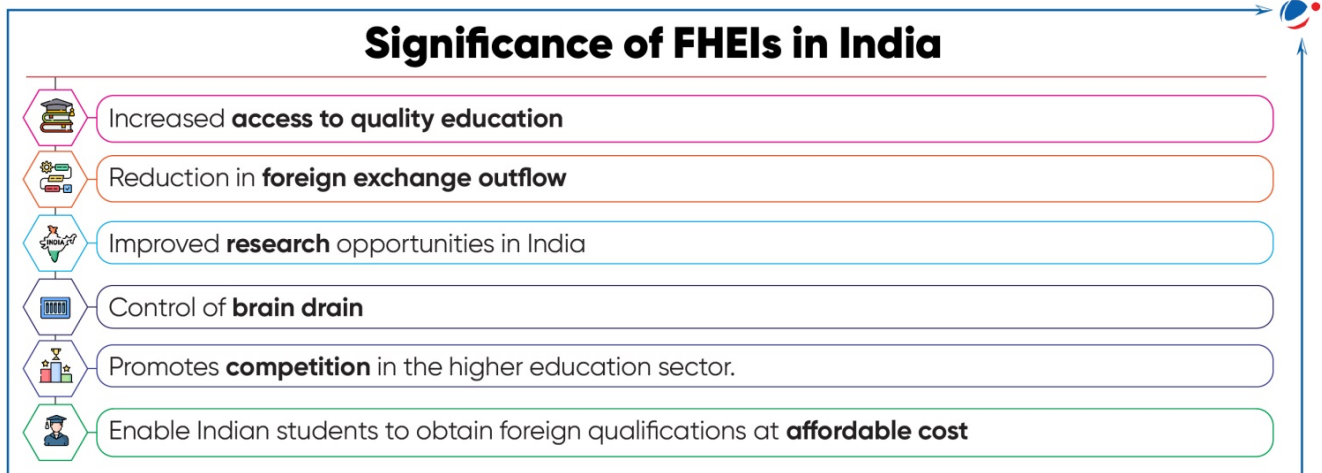 Significance of FHEIs in India
Increased access to quality education
Reduction in foreign exchange outflow
INDIA
Improved research opportunities in India
Control of brain drain
Promotes competition in the higher education sector.
Enable Indian students to obtain foreign qualifications at affordable cost